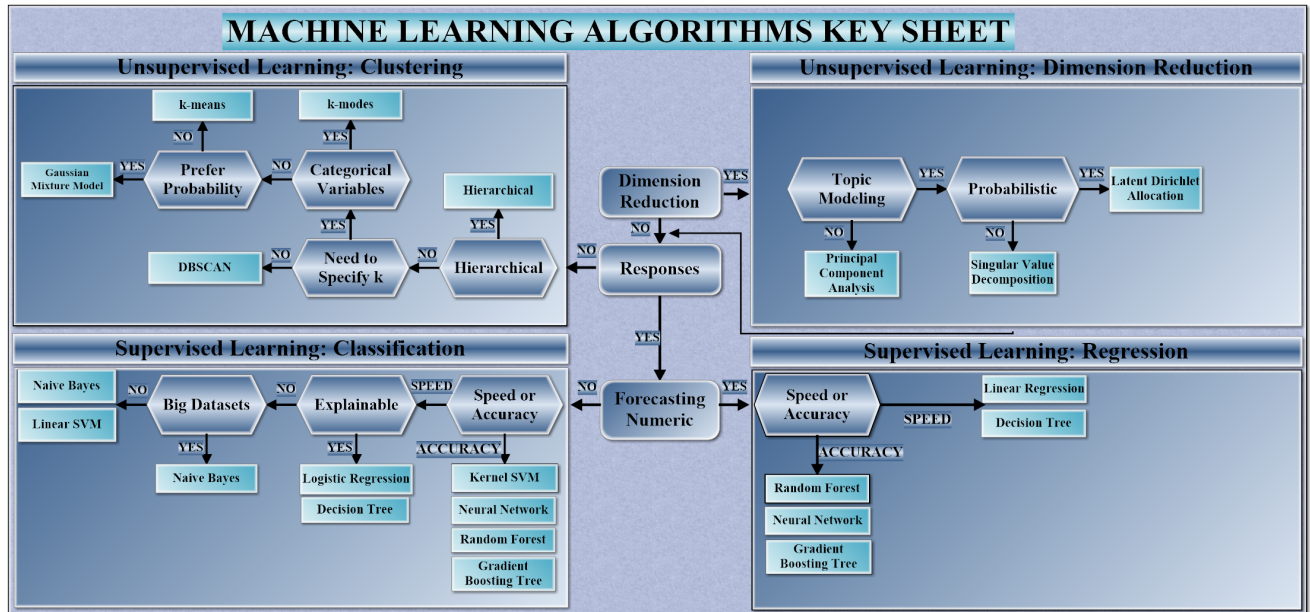 MACHINE LEARNING ALGORITHMS KEY SHEET
Unsupervised Learning: Clustering
k-means
k-modes
NO
YES
Gaussian
Mixture Model
YES
Prefer
Probability
NO
Categorical
Variables
Hierarchical
YES
YES
DBSCAN
NO
Need to
Specify k
NO
Hierarchical
NO
Dimension
Reduction
YES
NO
Responses
YES
Forecasting
Numeric
NO
YES
Unsupervised Learning: Dimension Reduction
Topic
Modeling
YES
Probabilistic
YES
Latent Dirichlet
Allocation
NO
NO
Principal
Component
Analysis
Singular Value
Decomposition
Supervised Learning: Classification
Naive Bayes
Linear SVM
NO
Big Datasets
NO
Explainable
SPEED
Speed or
Accuracy
YES
YES
ACCURACY
Naive Bayes
Logistic Regression
Decision Tree
Kernel SVM
Neural Network
Random Forest
Gradient
Boosting Tree
Supervised Learning: Regression
Speed or
Accuracy
SPEED
Linear Regression
Decision Tree
ACCURACY
Random Forest
Neural Network
Gradient
Boosting Tree